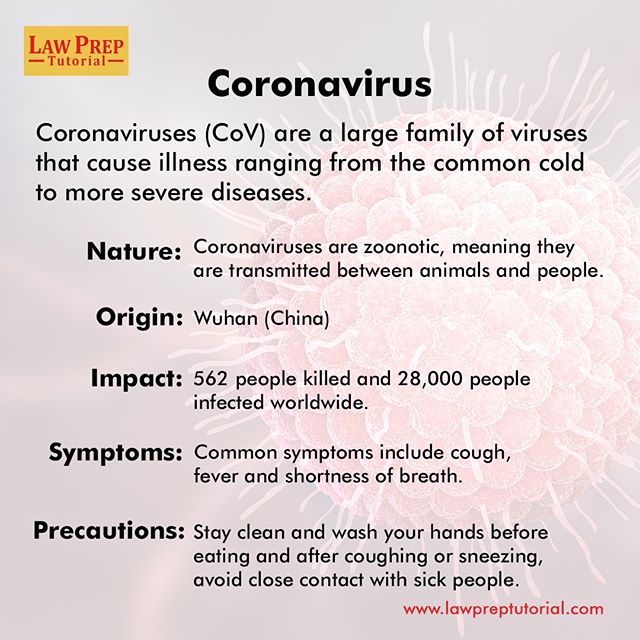 LAW PREP
Tutorial
Coronavirus
Coronaviruses (CoV) are a large family of viruses
that cause illness ranging from the common cold
to more severe diseases.
Nature: Coronaviruses are zoonotic, meaning they
are transmitted between animals and people.
Origin: Wuhan (China)
Impact: 562 people killed and 28,000 people
infected worldwide.
Symptoms: Common symptoms include cough,
fever and shortness of breath.
Precautions: Stay clean and wash your hands before
eating and after coughing or sneezing,
avoid close contact with sick people.
www.lawpreptutorial.com